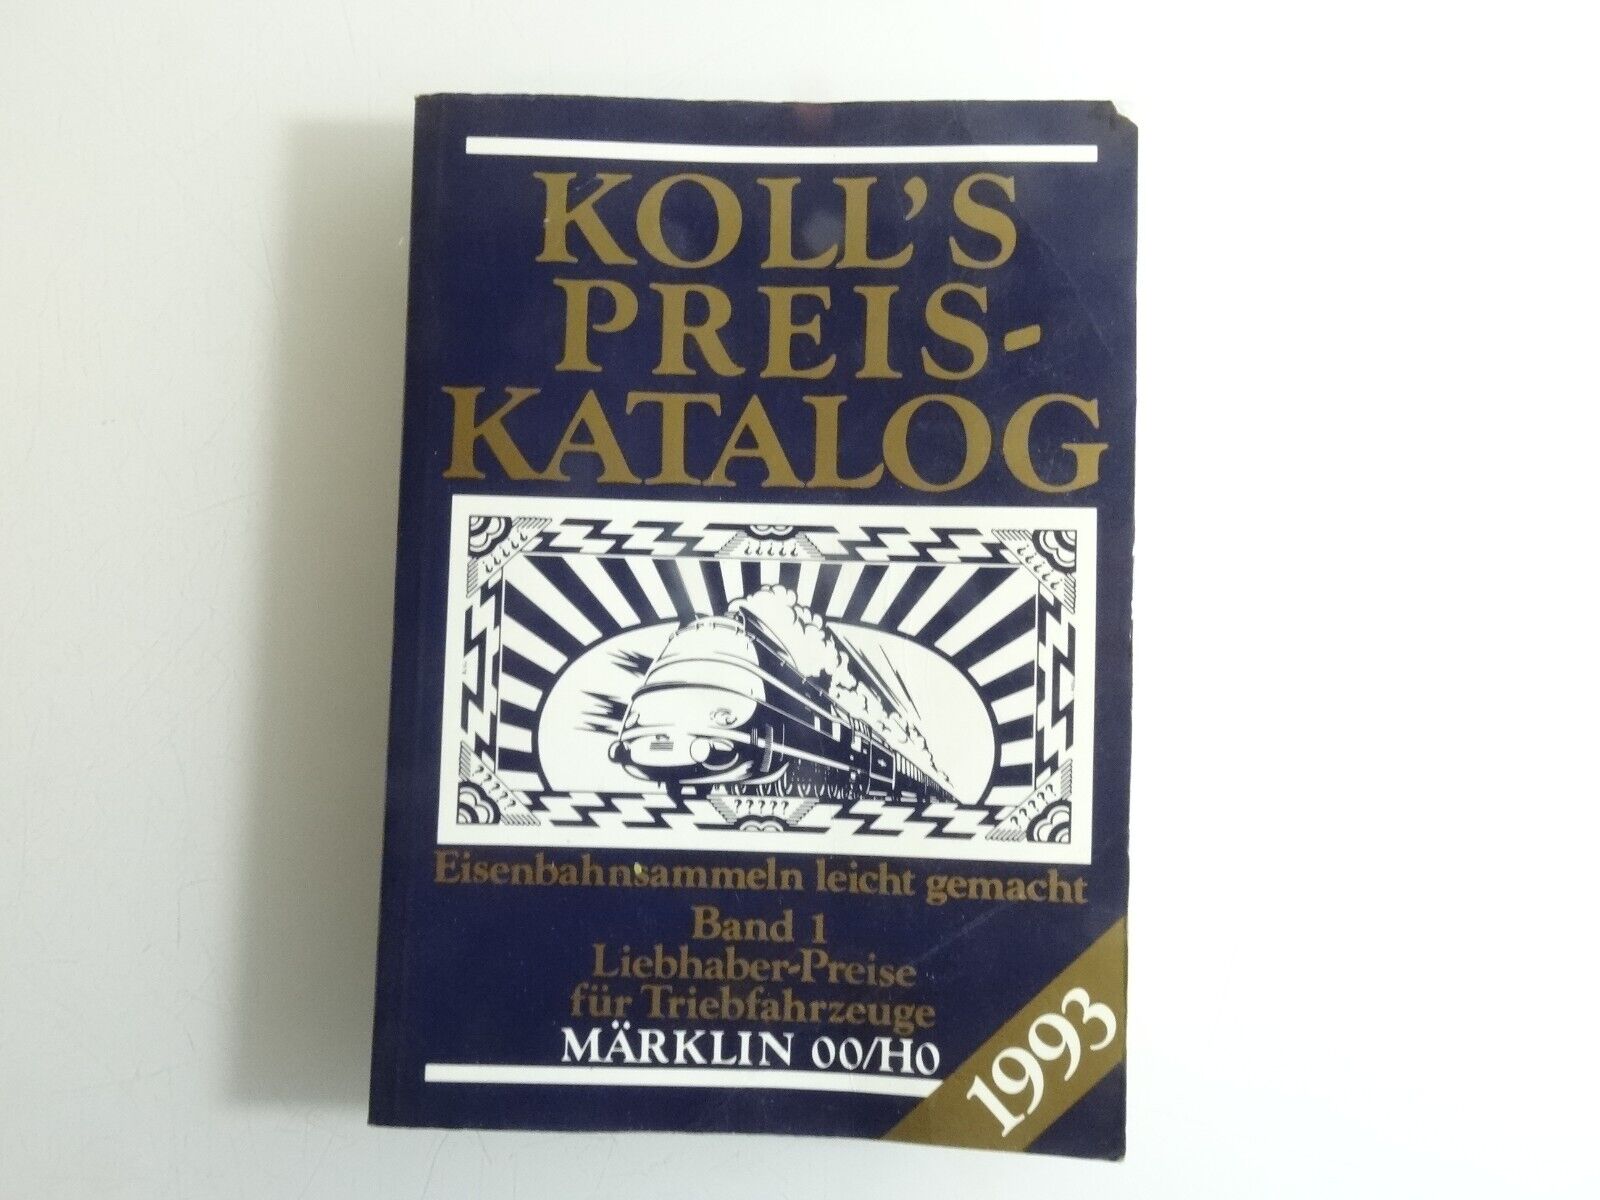 KOLL'S
PREIS-
KATALOG
¿¿¿¿¿
¿¿¿¿¿
¿¿¿¿¿
?????
?????
?????
Eisenbahnsammeln leicht gemacht
Band 1
Liebhaber-Preise
für Triebfahrzeuge
MÄRKLIN 00/H0
1993